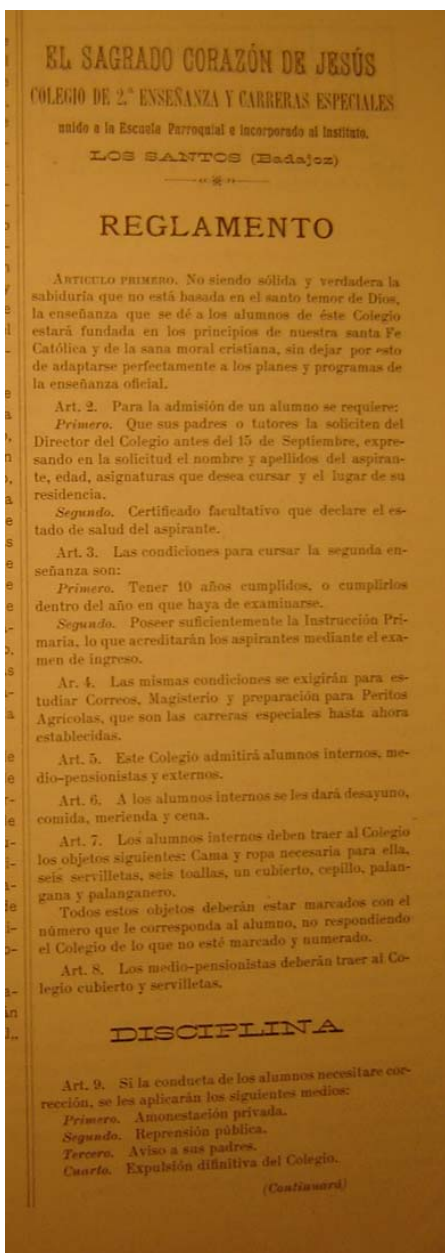 EL SAGRADO CORAZÓN DE JESÚS
COLEGIO DE 2.ª ENSEÑANZA Y CARRERAS ESPECIALES
unido a la Escuela Parroquial e incorporado al Instituto.
LOS SANTOS (Badajoz)
REGLAMENTO
ARTICULO PRIMERO. No siendo sólida y verdadera la
sabiduría que no está basada en el santo temor de Dios,
la enseñanza que se dé a los alumnos de éste Colegio
estará fundada en los principios de nuestra santa Fe
Católica y de la sana moral cristiana, sin dejar por esto
de adaptarse perfectamente a los planes y programas de
la enseñanza oficial.
Art. 2. Para la admisión de un alumno se requiere:
Primero. Que sus padres o tutores la soliciten del
Director del Colegio antes del 15 de Septiembre, expre-
sando en la solicitud el nombre y apellidos del aspiran-
te, edad, asignaturas que desea cursar y el lugar de su
residencia.
Segundo. Certificado facultativo que declare el es-
tado de salud del aspirante.
Art. 3. Las condiciones para cursar la segunda en-
señanza son:
Primero. Tener 10 años cumplidos, o cumplirlos
dentro del año en que haya de examinarse.
Segundo. Poseer suficientemente la Instrucción Pri-
maria, lo que acreditarán los aspirantes mediante el exa-
men de ingreso.
Ar. 4. Las mismas condiciones se exigirán para es-
tudiar Correos, Magisterio y preparación para Peritos
Agrícolas, que son las carreras especiales hasta ahora
establecidas.
Art. 5. Este Colegio admitirá alumnos internos, me-
dio-pensionistas y externos.
Art. 6. A los alumnos internos se les dará desayuno,
comida, merienda y cena.
Art. 7. Los alumnos internos deben traer al Colegio
los objetos siguientes: Cama y ropa necesaria para ella,
seis servilletas, seis toallas, un cubierto, cepillo, palan-
gana y palanganero.
Todos estos objetos deberán estar marcados con el
número que le corresponda al alumno, no respondiendo
el Colegio de lo que no esté marcado y numerado.
Art. 8. Los medio-pensionistas deberán traer al Co-
legio cubierto y servilletas.
DISCIPLINA
Art. 9. Si la conducta de los alumnos necesitare cor-
rección, se les aplicarán los siguientes medios:
Primero. Amonestación privada.
Segundo. Reprensión pública.
Tercero. Aviso a sus padres.
Cuarto. Expulsión difinitiva del Colegio.
(Continuará)